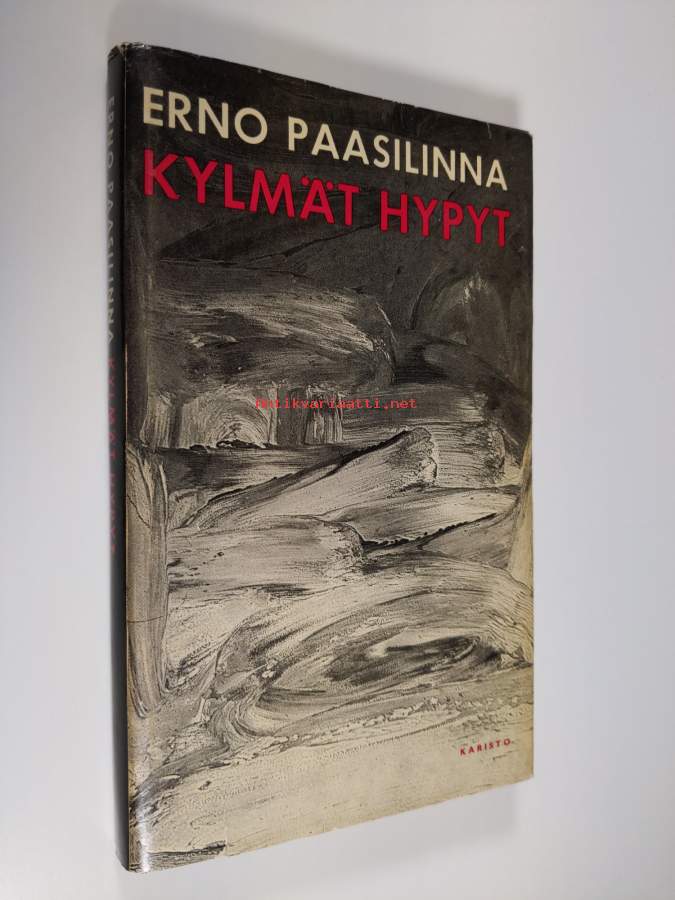 ERNO PAASILINNA
KYLMÄT HYPYT
KARISTO
ERNO PAASILINNA KYLMÄT HYPYT
antikvariaatti.net